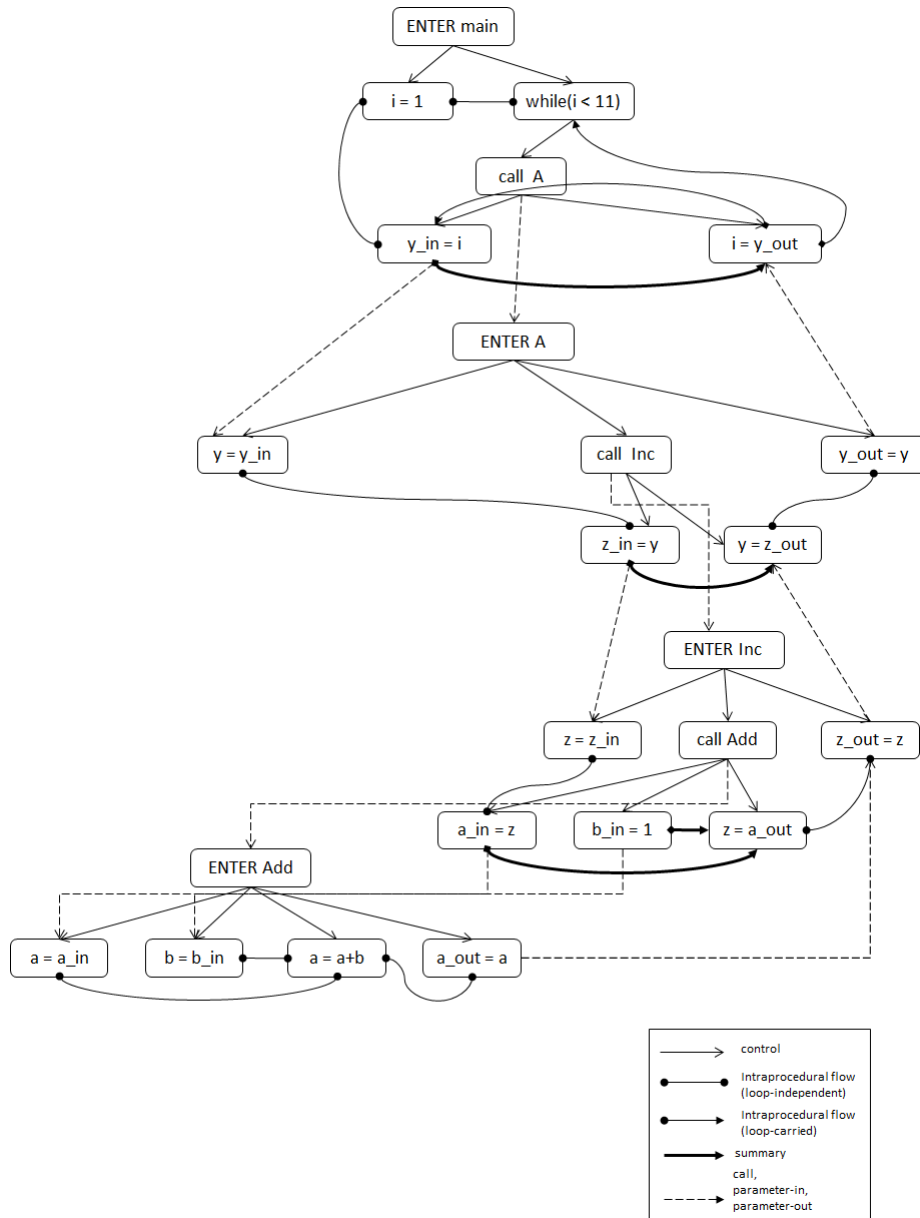 ENTER main
i = 1
while(i < 11)
call A
y_in = i
i = y_out
ENTER A
y = y_in
call Inc
y_out = y
z_in = y
y = z_out
ENTER Inc
z = z_in
call Add
z_out = z
a_in = z
b_in = 1
z = a_out
ENTER Add
a = a_in
b = b_in
a = a+b
a_out = a
control
Intraprocedural flow
(loop-independent)
Intraprocedural flow
(loop-carried)
summary
call,
parameter-in,
parameter-out